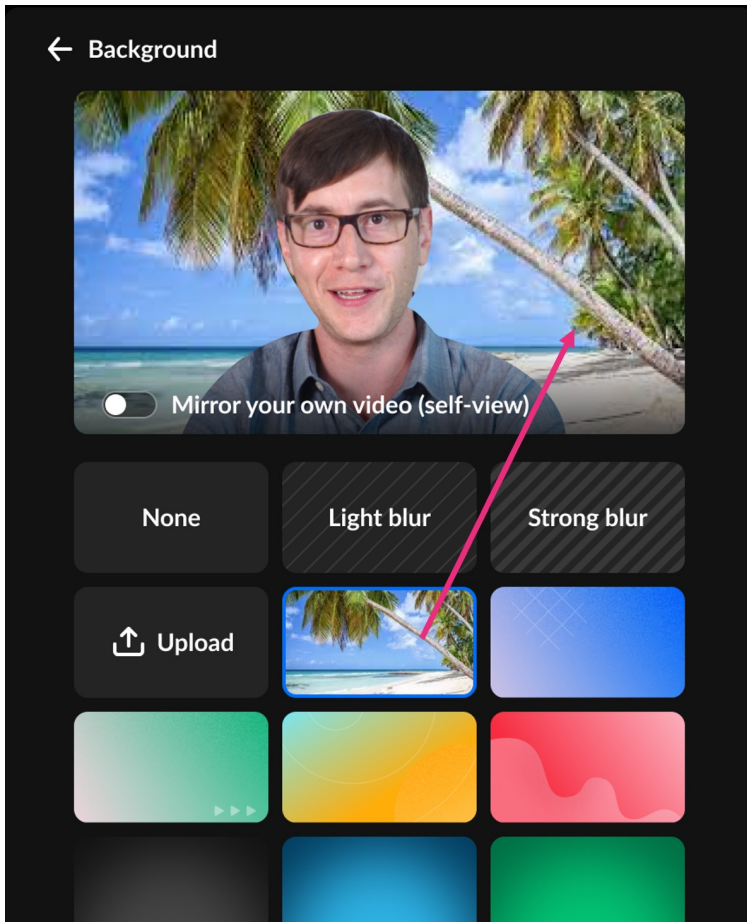 Background
Mirror your own video (self-view)
None
Light blur
Strong blur
Upload